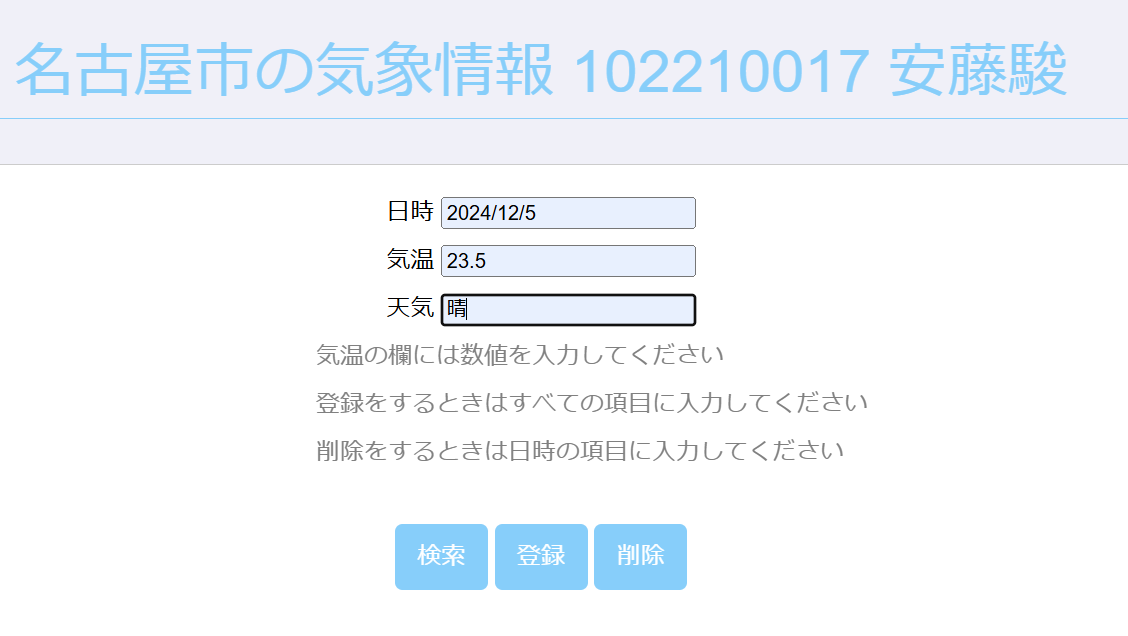 名古屋市の気象情報 102210017 安藤駿
日時 2024/12/5
気温 23.5
天気 晴
気温の欄には数値を入力してください
登録をするときはすべての項目に入力してください
削除をするときは日時の項目に入力してください
検索 登録 削除